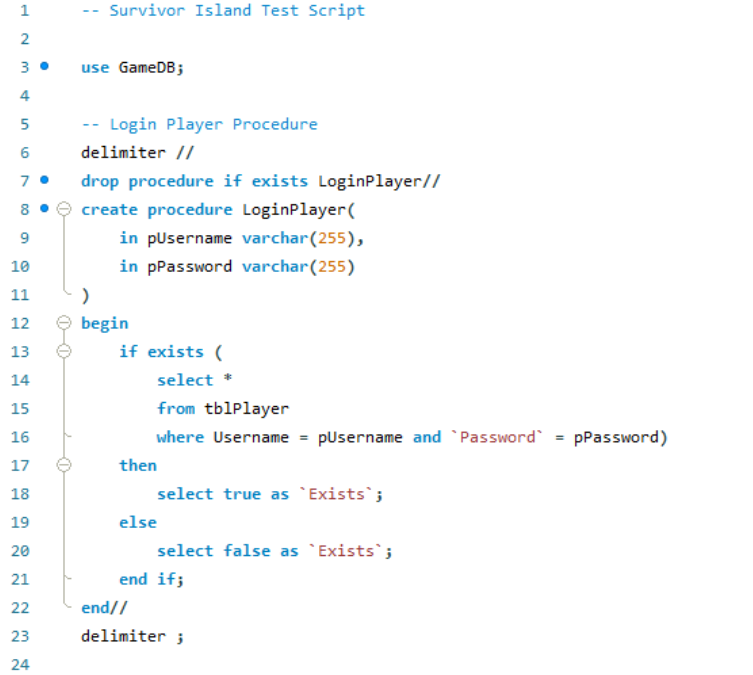 1 -- Survivor Island Test Script
2
3 use GameDB;
4
5 -- Login Player Procedure
6 delimiter //
7 drop procedure if exists LoginPlayer//
8 create procedure LoginPlayer(
9 in pUsername varchar(255),
10 in pPassword varchar(255)
11 )
12 begin
13 if exists (
14 select *
15 from tblPlayer
16 where Username = pUsername and `Password` = pPassword)
17 then
18 select true as `Exists`;
19 else
20 select false as `Exists`;
21 end if;
22 end//
23 delimiter ;
24